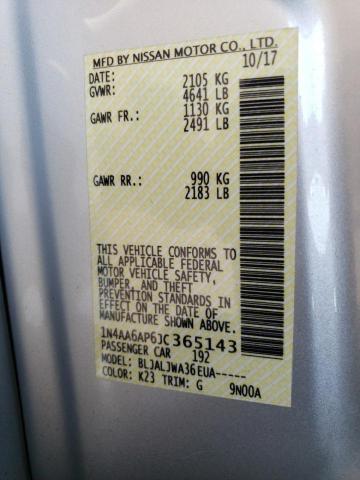 MFD BY NISSAN MOTOR CO., LTD.
DATE: 10/17
GVWR: 2105 KG
4641 LB
GAWR FR.: 1130 KG
2491 LB
GAWR RR.: 990 KG
2183 LB
THIS VEHICLE CONFORMS TO
ALL APPLICABLE FEDERAL
MOTOR VEHICLE SAFETY,
BUMPER, AND THEFT
PREVENTION STANDARDS IN
EFFECT ON THE DATE OF
MANUFACTURE SHOWN ABOVE.
1N4AA6AP6JC365143
PASSENGER CAR 192
MODEL: BLJALJWA36EUA-----
COLOR: K23 TRIM: G 9N00A